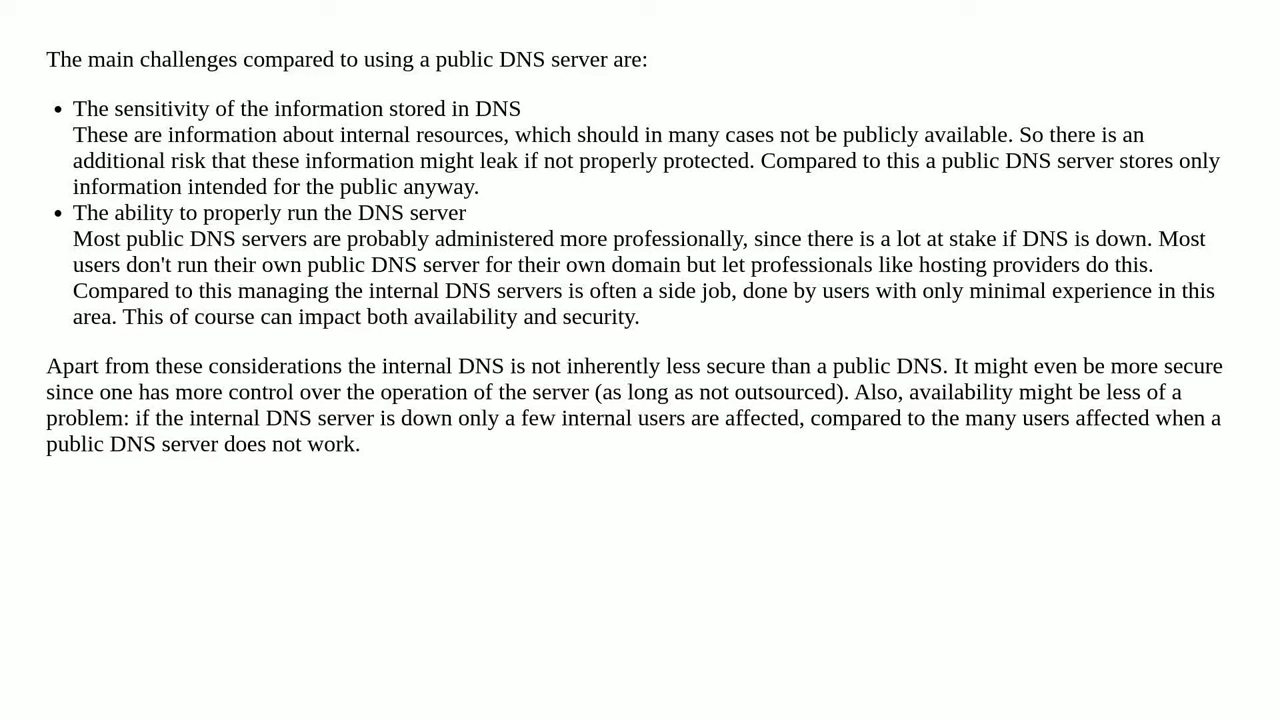 The main challenges compared to using a public DNS server are:
• The sensitivity of the information stored in DNS
These are information about internal resources, which should in many cases not be publicly available. So there is an
additional risk that these information might leak if not properly protected. Compared to this a public DNS server stores only
information intended for the public anyway.
• The ability to properly run the DNS server
Most public DNS servers are probably administered more professionally, since there is a lot at stake if DNS is down. Most
users don't run their own public DNS server for their own domain but let professionals like hosting providers do this.
Compared to this managing the internal DNS servers is often a side job, done by users with only minimal experience in this
area. This of course can impact both availability and security.
Apart from these considerations the internal DNS is not inherently less secure than a public DNS. It might even be more secure
since one has more control over the operation of the server (as long as not outsourced). Also, availability might be less of a
problem: if the internal DNS server is down only a few internal users are affected, compared to the many users affected when a
public DNS server does not work.